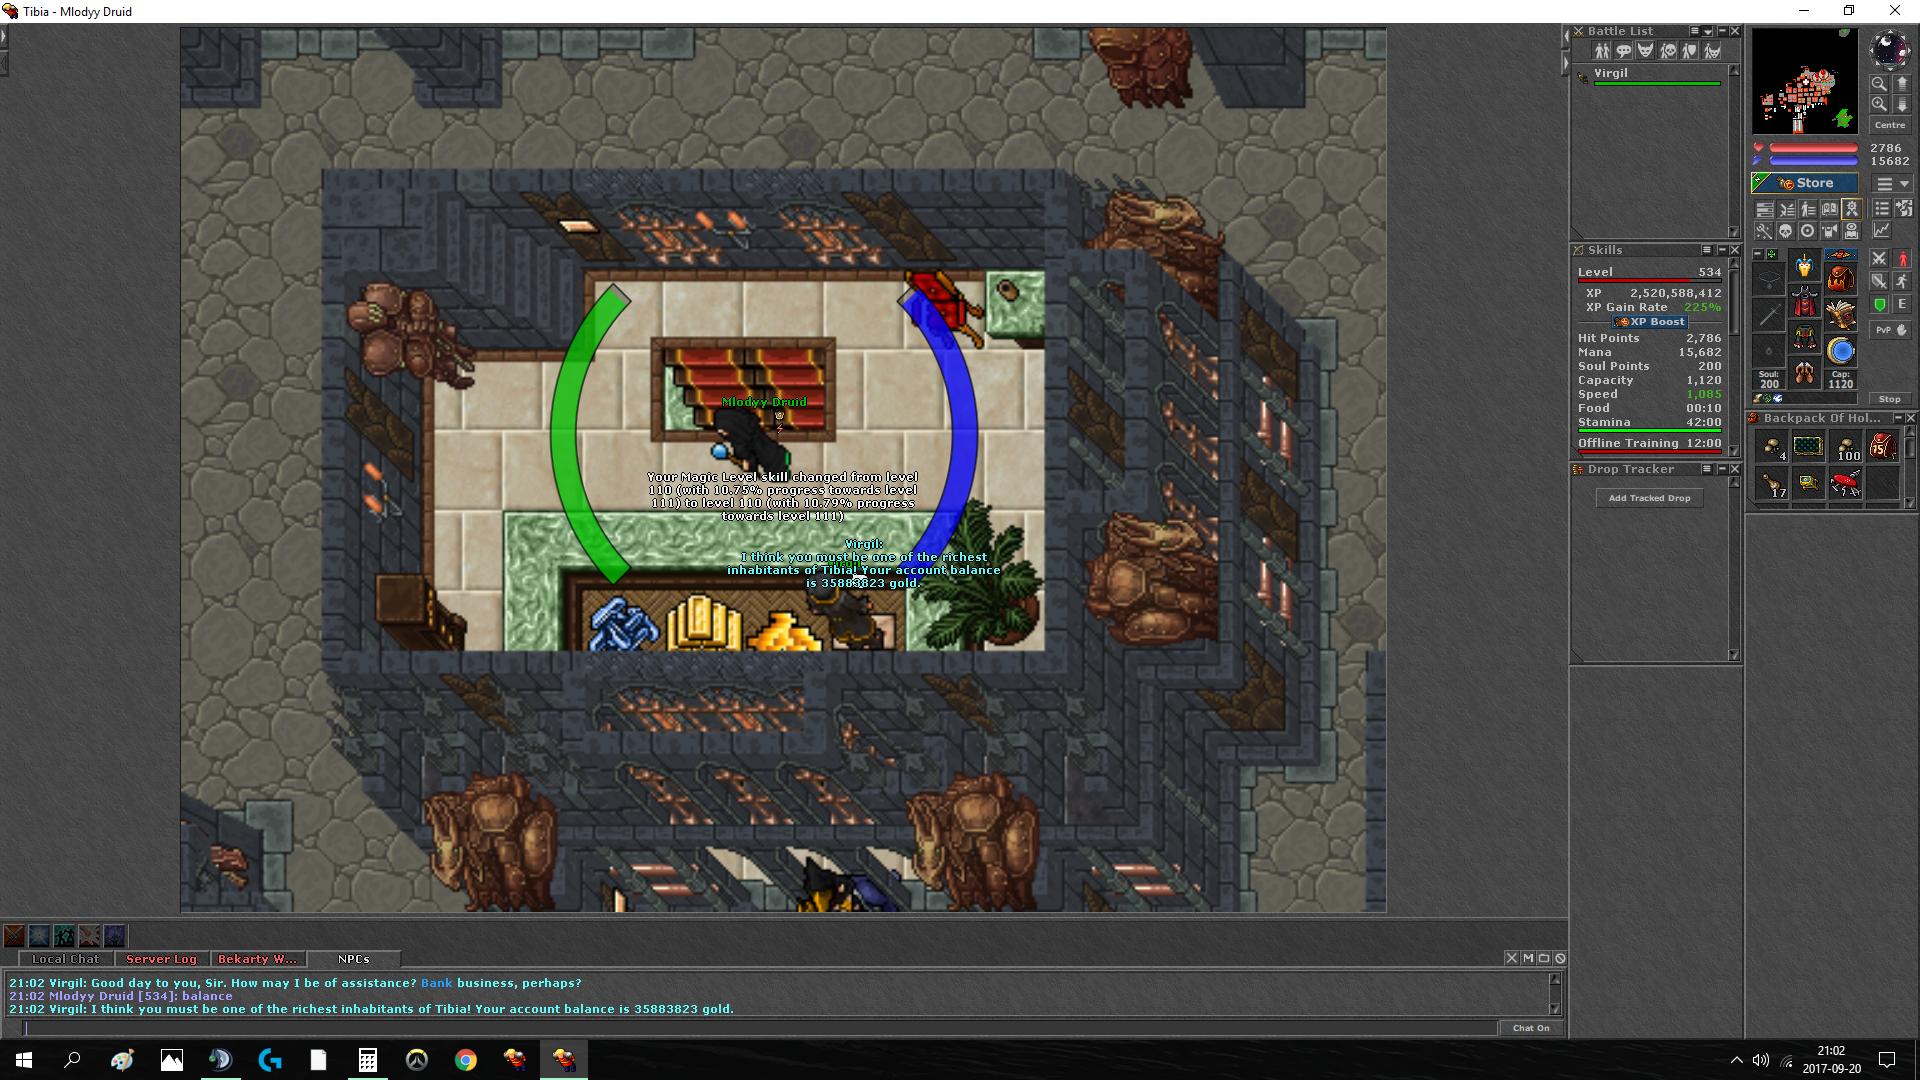 Tibia - Mlodyy Druid
Battle List
Virgil
Centre
2786
15682
Store
Skills
Level 534
XP 2,520,588,412
XP Gain Rate 225%
XP Boost
Hit Points 2,786
Mana 15,682
Soul Points 200
Capacity 1,120
Speed 1,085
Food 00:10
Stamina 42:00
Offline Training 12:00
E
PvP
Soul:
200
Cap:
1120
Stop
Backpack Of Hol...
4
100
15
17
Drop Tracker
Add Tracked Drop
Mlodyy Druid
Your Magic Level skill changed from level
110 (with 10.75% progress towards level
111) to level 110 (with 10.79% progress
towards level 111)
Virgil:
I think you must be one of the richest
inhabitants of Tibia! Your account balance
is 35883823 gold.
Local Chat
Server Log
Bekarty W...
NPCs
M
21:02 Virgil: Good day to you, Sir. How may I be of assistance? Bank business, perhaps?
21:02 Mlodyy Druid [534]: balance
21:02 Virgil: I think you must be one of the richest inhabitants of Tibia! Your account balance is 35883823 gold.
Chat On
21:02
2017-09-20